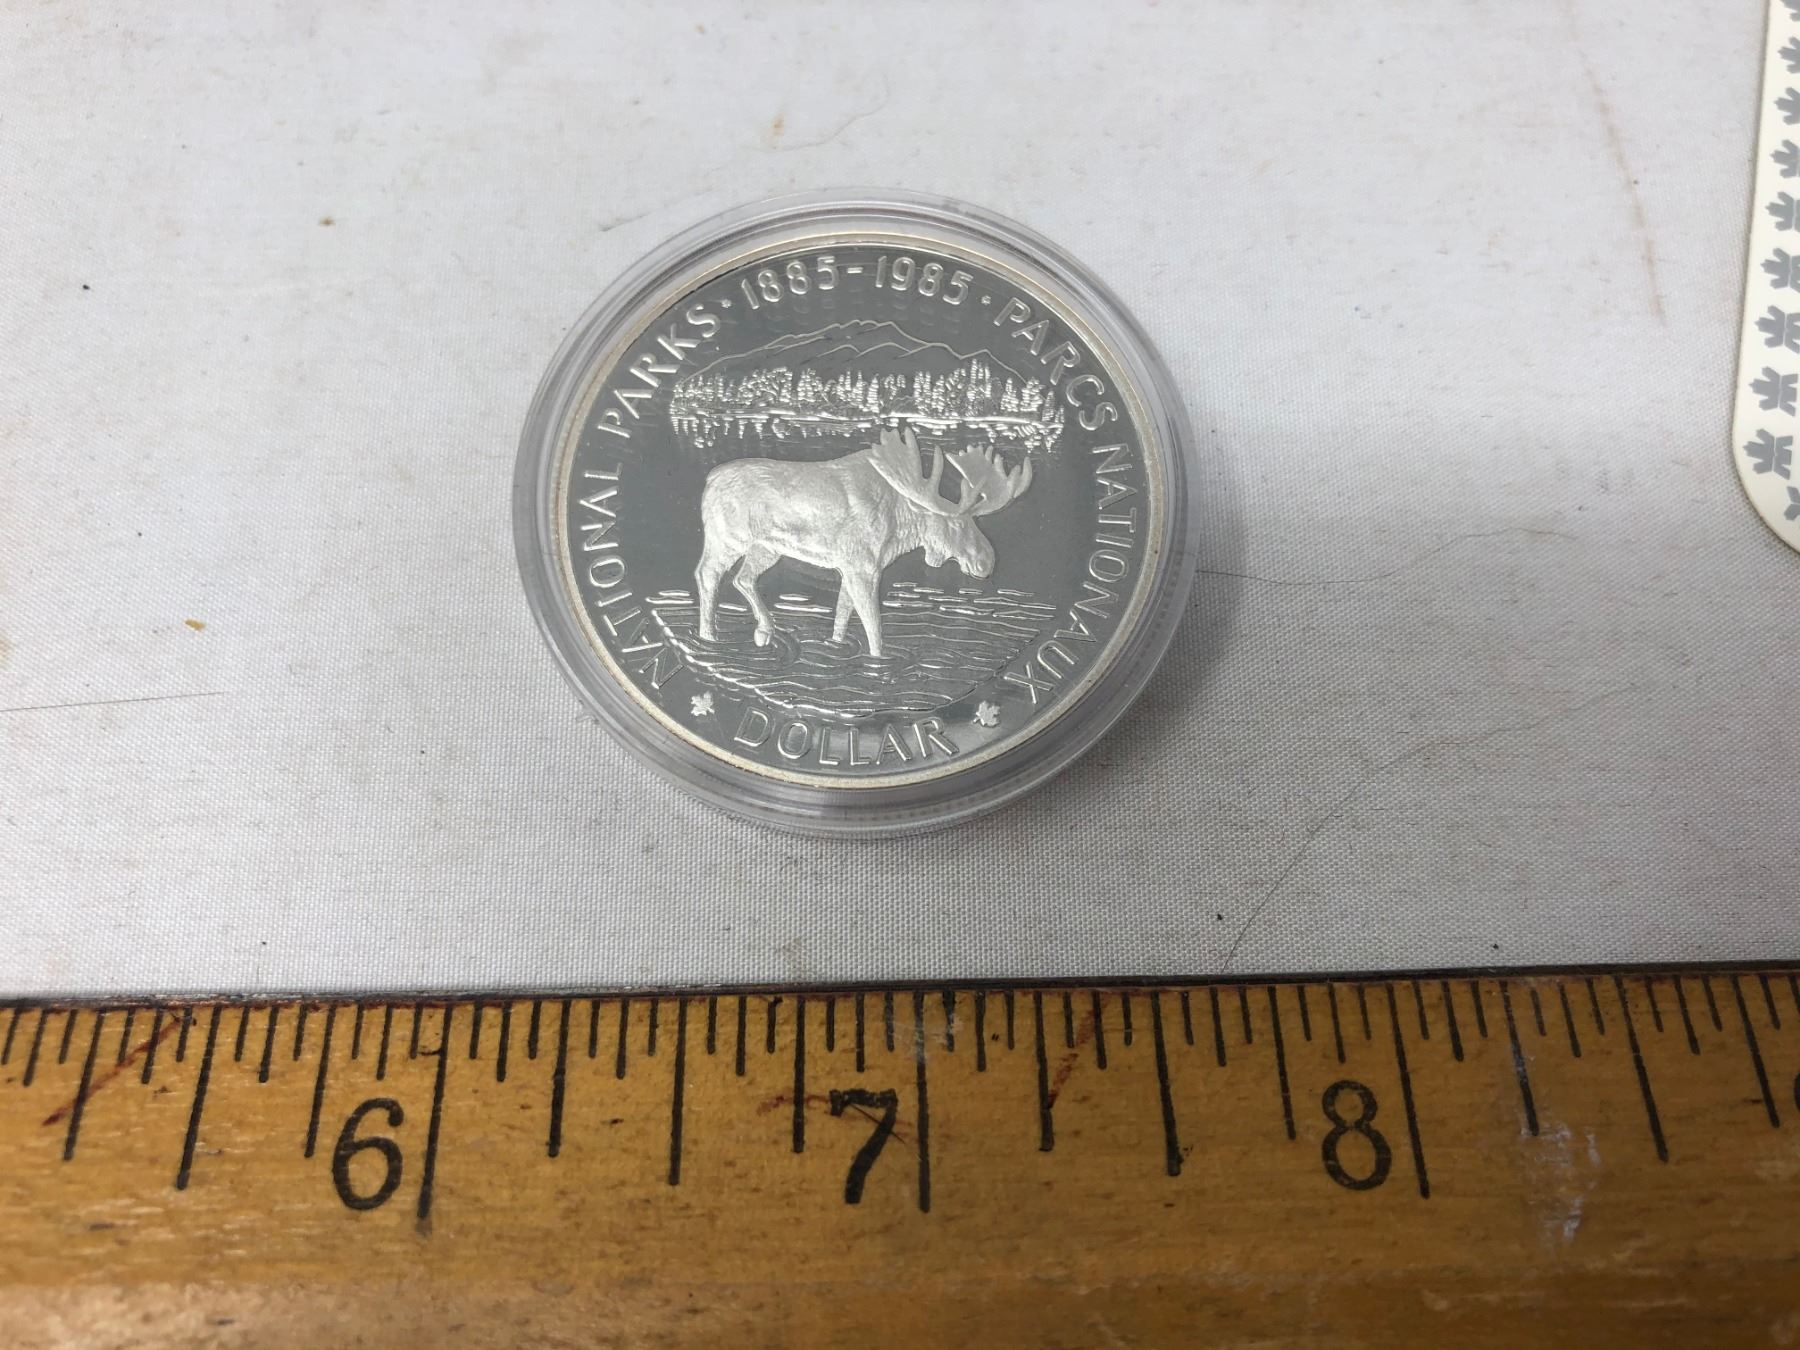 NATIONAL PARKS · 1885-1985 · PARCS NATIONAUX
DOLLAR
6 7 8